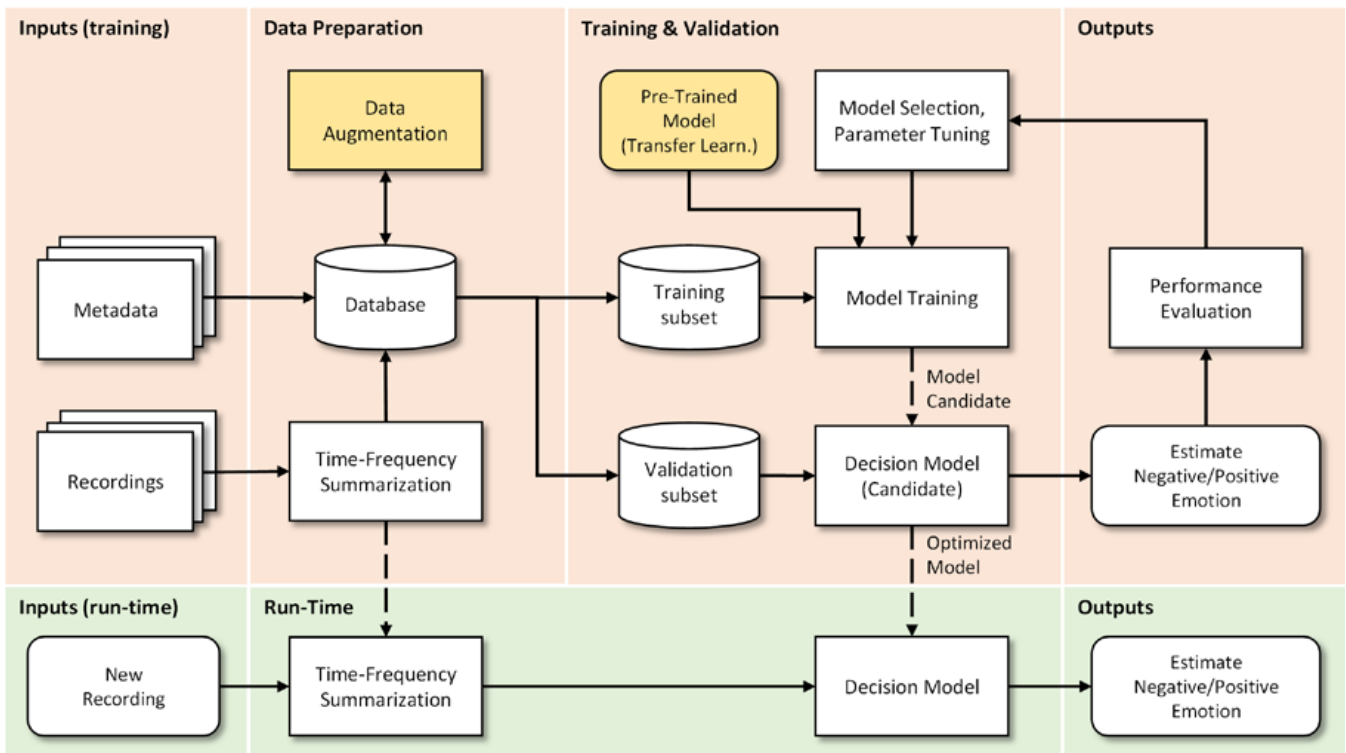 Inputs (training)
Data Preparation
Training & Validation
Outputs
Data
Augmentation
Pre-Trained
Model
(Transfer Learn.)
Model Selection,
Parameter Tuning
Metadata
Database
Training
subset
Model Training
Performance
Evaluation
Model
Candidate
Recordings
Time-Frequency
Summarization
Validation
subset
Decision Model
(Candidate)
Estimate
Negative/Positive
Emotion
Optimized
Model
Inputs (run-time)
Run-Time
Outputs
New
Recording
Time-Frequency
Summarization
Decision Model
Estimate
Negative/Positive
Emotion